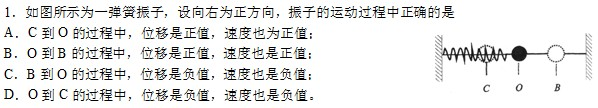 1．如图所示为一弹簧振子，设向右为正方向，振子的运动过程中正确的是
A．C 到 O 的过程中，位移是正值，速度也为正值；
B．O 到 B 的过程中，位移是正值，速度也是正值；
C．B 到 O 的过程中，位移是负值，速度也是负值；
D．O 到 C 的过程中，位移是负值，速度也是负值。
C O B